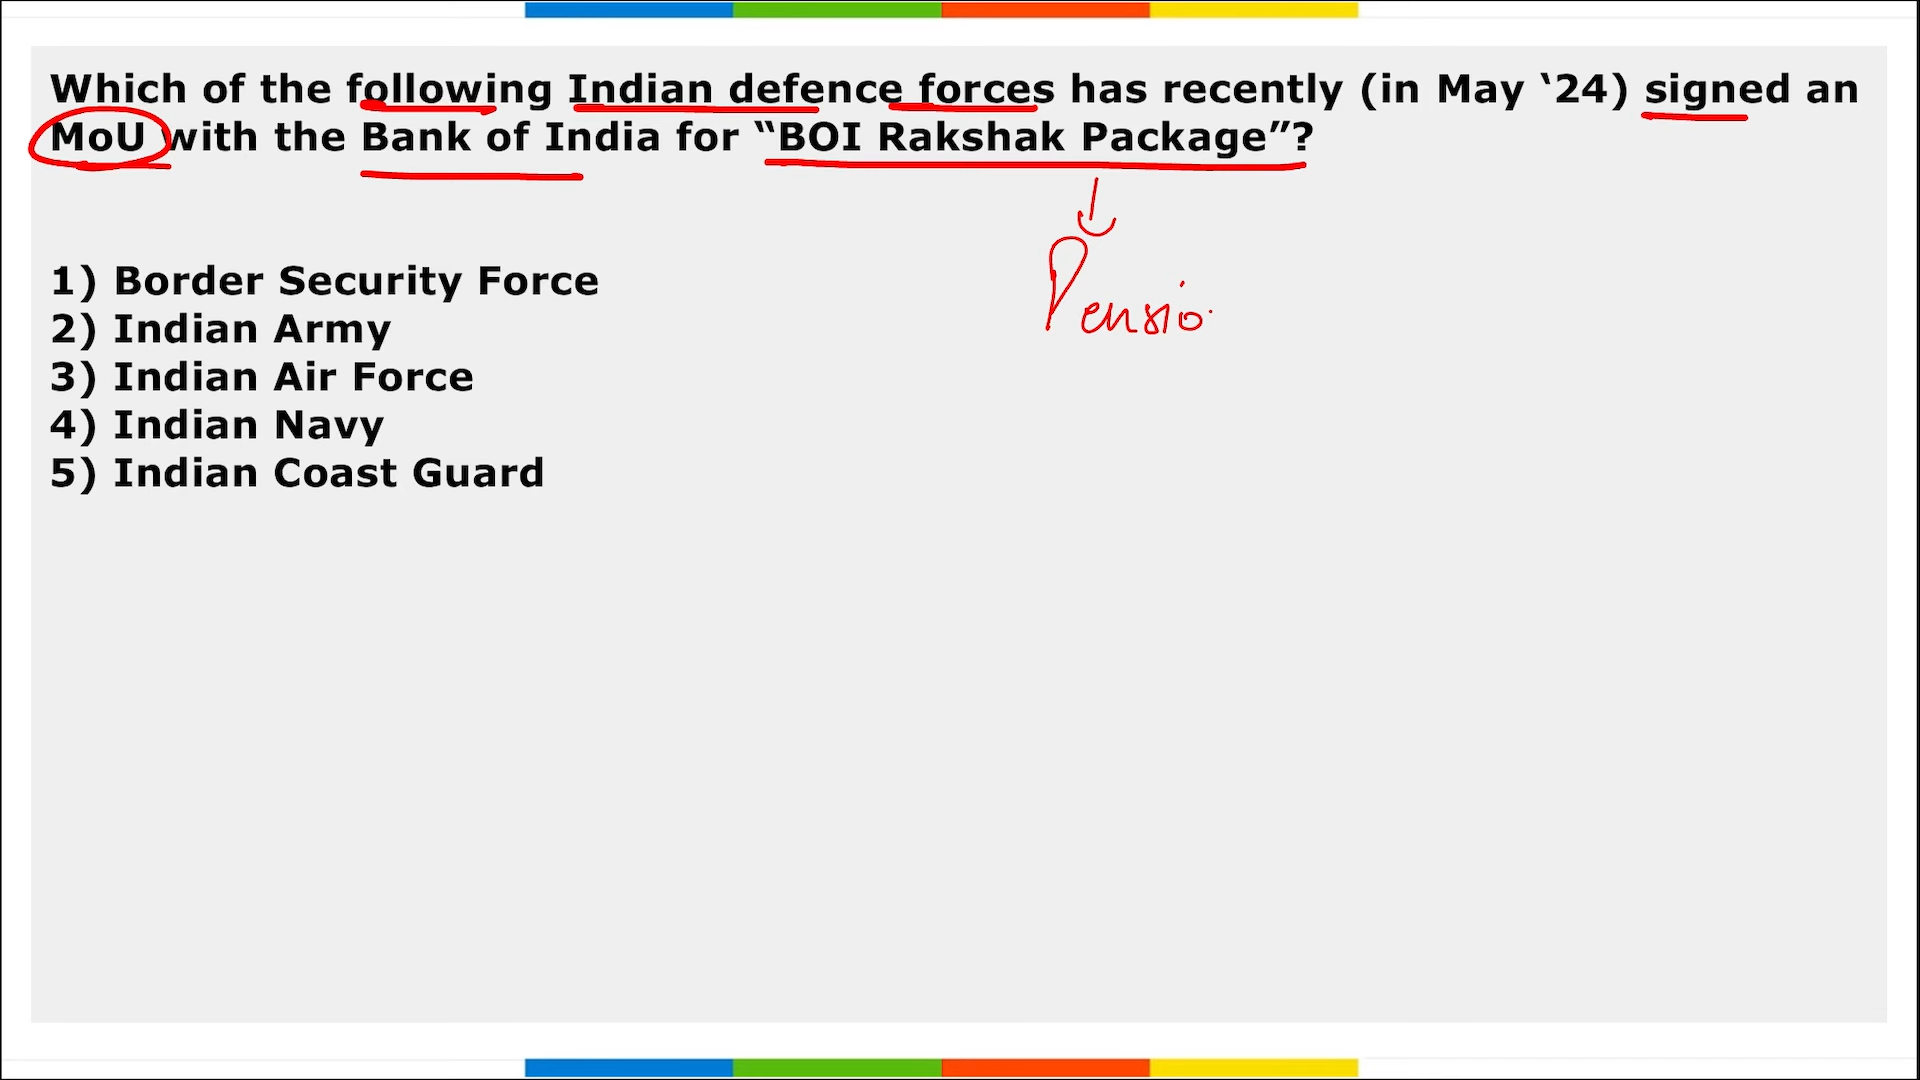 Which of the following Indian defence forces has recently (in May ‘24) signed an
MoU with the Bank of India for “BOI Rakshak Package”?
Pensio
1) Border Security Force
2) Indian Army
3) Indian Air Force
4) Indian Navy
5) Indian Coast Guard